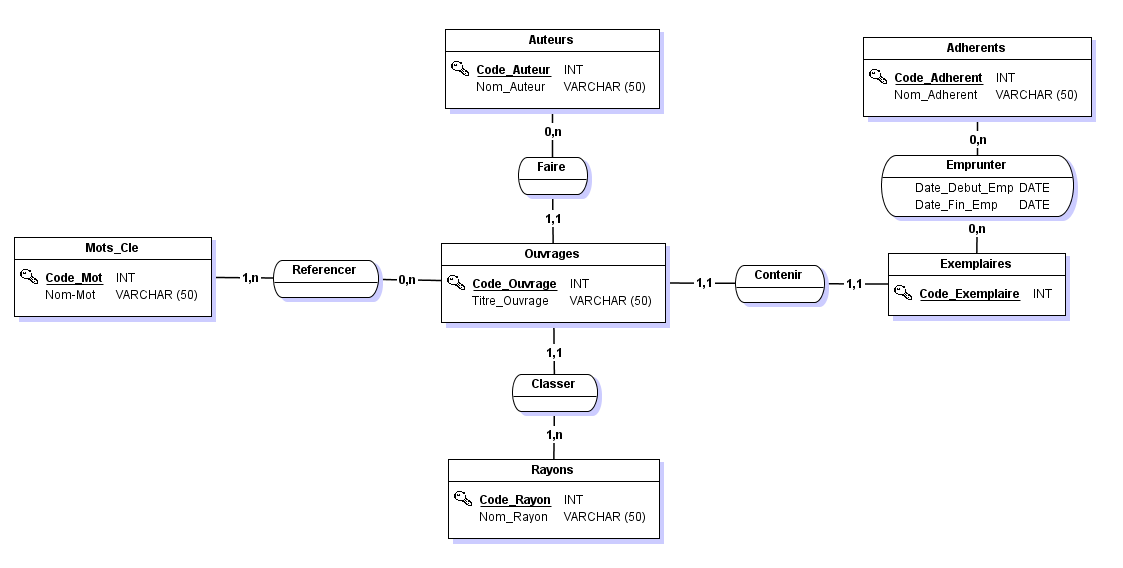 Auteurs
Code_Auteur INT
Nom_Auteur VARCHAR (50)
0,n
Faire
1,1
Adherents
Code_Adherent INT
Nom_Adherent VARCHAR (50)
0,n
Emprunter
Date_Debut_Emp DATE
Date_Fin_Emp DATE
0,n
Mots_Cle
Code_Mot INT
Nom-Mot VARCHAR (50)
1,n
Referencer
0,n
Ouvrages
Code_Ouvrage INT
Titre_Ouvrage VARCHAR (50)
1,1
Contenir
1,1
Exemplaires
Code_Exemplaire INT
1,1
Classer
1,n
Rayons
Code_Rayon INT
Nom_Rayon VARCHAR (50)